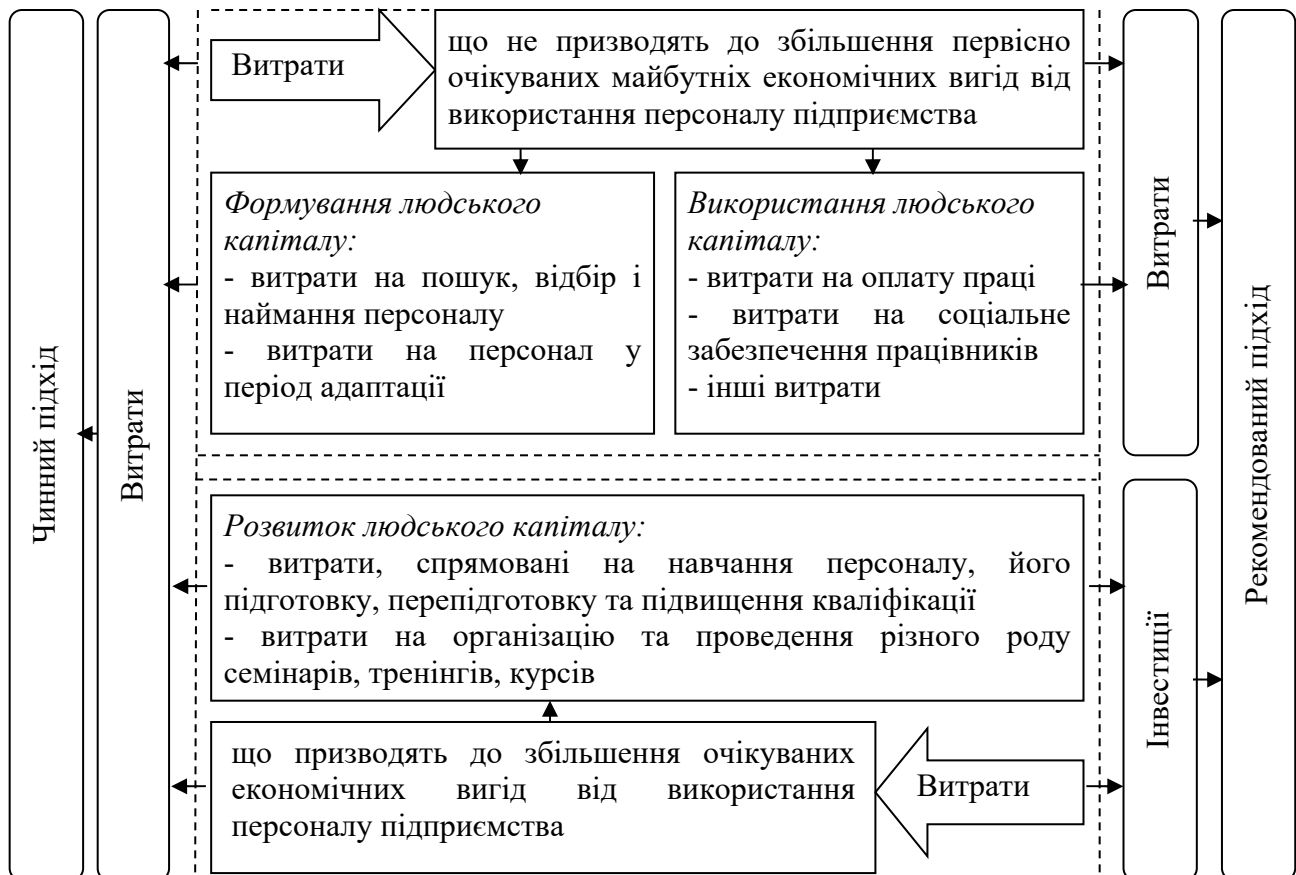 Чинний підхід
Витрати
Витрати
що не призводять до збільшення первісно
очікуваних майбутніх економічних вигід від
використання персоналу підприємства
Формування людського
капіталу:
- витрати на пошук, відбір і
наймання персоналу
- витрати на персонал у
період адаптації
Використання людського
капіталу:
- витрати на оплату праці
- витрати на соціальне
забезпечення працівників
- інші витрати
Витрати
Рекомендований підхід
Розвиток людського капіталу:
- витрати, спрямовані на навчання персоналу, його
підготовку, перепідготовку та підвищення кваліфікації
- витрати на організацію та проведення різного роду
семінарів, тренінгів, курсів
Інвестиції
що призводять до збільшення очікуваних
економічних вигід від використання
персоналу підприємства
Витрати